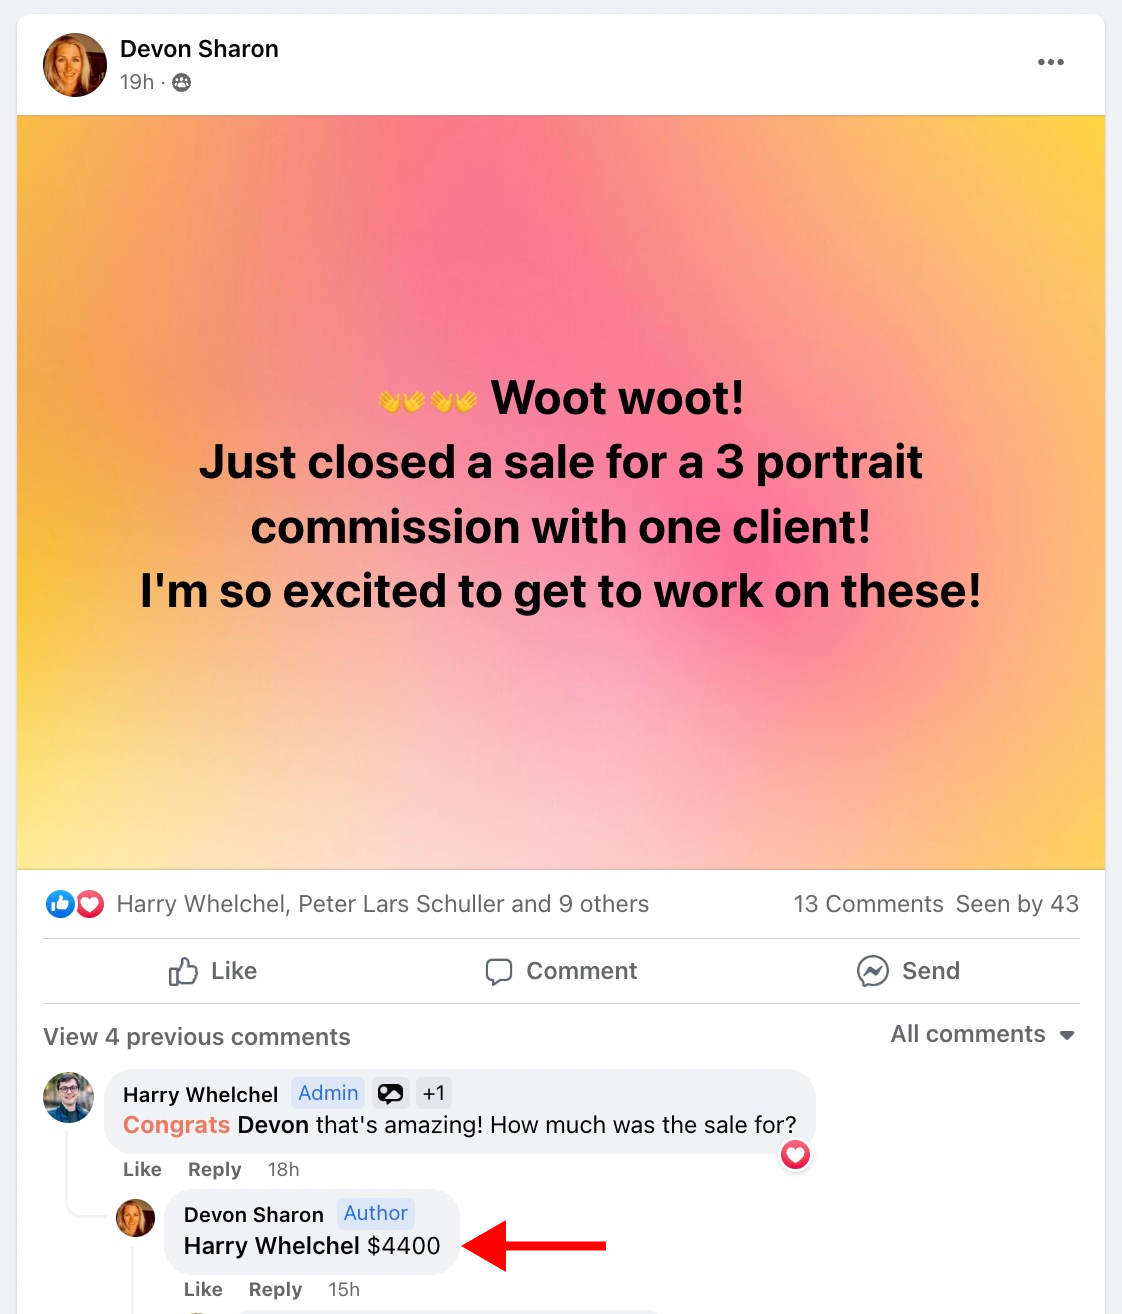 Devon Sharon
19h ·
👐👐 Woot woot!
Just closed a sale for a 3 portrait
commission with one client!
I'm so excited to get to work on these!
Harry Whelchel, Peter Lars Schuller and 9 others
13 Comments Seen by 43
Like
Comment
Send
View 4 previous comments
All comments
Harry Whelchel Admin +1
Congrats Devon that's amazing! How much was the sale for?
Like Reply 18h
Devon Sharon Author
Harry Whelchel $4400
Like Reply 15h